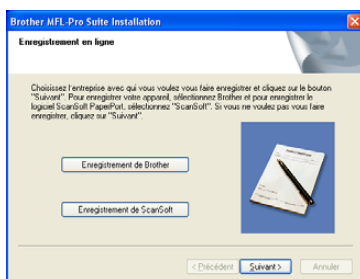 Brother MFL-Pro Suite Installation
Enregistrement en ligne
Choisissez l'entreprise avec qui vous voulez vous faire enregistrer et cliquez sur le bouton
"Suivant". Pour enregistrer votre appareil, sélectionnez Brother et pour enregistrer le
logiciel ScanSoft PaperPort, sélectionnez "ScanSoft". Si vous ne voulez pas vous faire
enregistrer, cliquez sur "Suivant".
Enregistrement de Brother
Enregistrement de ScanSoft
< Précédent Suivant > Annuler